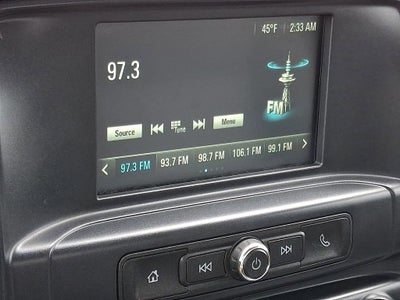 45°F 2:33 AM
97.3
FM
Source Tune Menu
97.3 FM 93.7 FM 98.7 FM 106.1 FM 99.1 FM